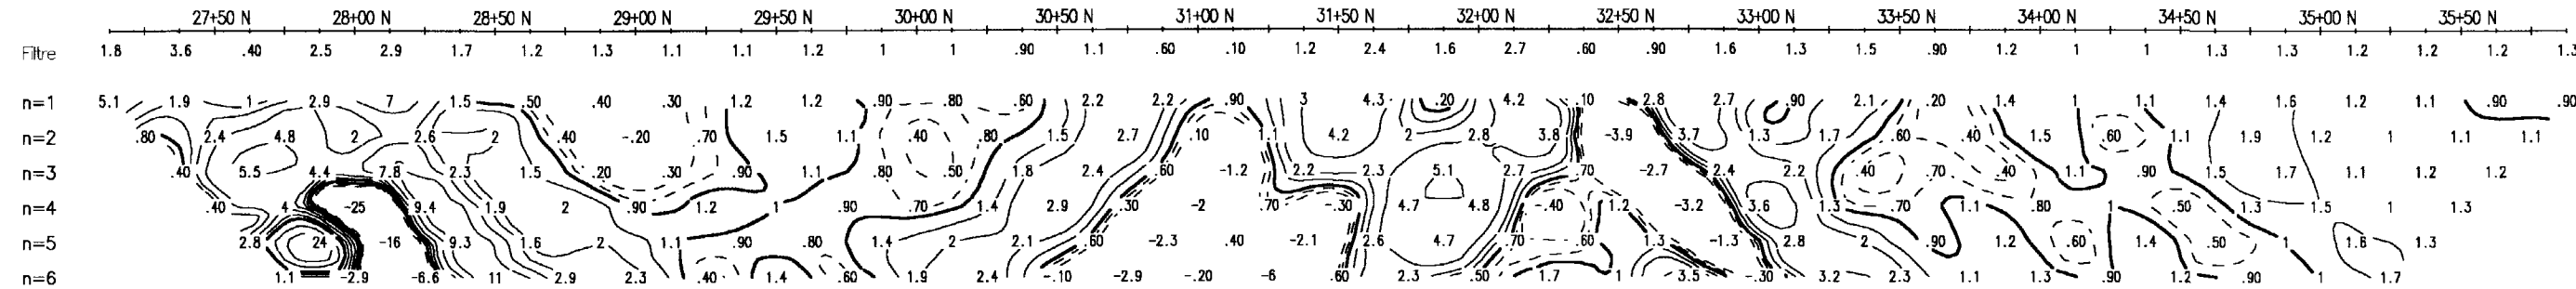 27+50 N 28+00 N 28+50 N 29+00 N 29+50 N 30+00 N 30+50 N 31+00 N 31+50 N 32+00 N 32+50 N 33+00 N 33+50 N 34+00 N 34+50 N 35+00 N 35+50 N
Filtre 1.8 3.6 .40 2.5 2.9 1.7 1.2 1.3 1.1 1.1 1.2 1 1 .90 1.1 .60 .10 1.2 2.4 1.6 2.7 .60 .90 1.6 1.3 1.5 .90 1.2 1 1 1.3 1.3 1.2 1.2 1.2 1.3
n=1 5.1 1.9 1 2.9 7 1.5 .50 .40 .30 1.2 1.2 .90 .80 .60 2.2 2.2 .90 3 4.3 .20 4.2 .10 2.8 2.7 .90 2.1 .20 1.4 1 1.1 1.4 1.6 1.2 1.1 .90 .90
n=2 .80 2.4 4.8 2 2.6 2 .40 -.20 .70 1.5 1.1 .40 .80 1.5 2.7 .10 1.1 4.2 2 2.8 3.8 -3.9 3.7 1.3 1.7 .60 .40 1.5 .60 1.1 1.9 1.2 1 1.1 1.1
n=3 .40 5.5 4.4 7.8 2.3 1.5 .20 .30 .90 1.1 .80 .50 1.8 2.4 .60 -1.2 2.2 2.3 5.1 2.7 .70 -2.7 2.4 2.2 .40 .70 .40 1.1 .90 1.5 1.7 1.1 1.2 1.2
n=4 .40 4 -25 9.4 1.9 2 .90 1.2 1 .90 .70 1.4 2.9 .30 -2 .70 -.30 4.7 4.8 -.40 1.2 -3.2 3.6 1.3 .70 1.1 .80 1 .50 1.3 1.5 1 1.3
n=5 2.8 24 -16 9.3 1.6 2 1.1 .90 .80 1.4 2 2.1 .60 -2.3 .40 -2.1 2.6 4.7 .70 .60 1.3 -1.3 2.8 2 .90 1.2 .60 1.4 .50 1 1.6 1.3
n=6 1.1 -2.9 -6.6 11 2.9 2.3 .40 1.4 .60 1.9 2.4 -.10 -2.9 -.20 -6 .60 2.3 .50 1.7 1 3.5 -.30 3.2 2.3 1.1 1.3 .90 1.2 .90 1 1.7